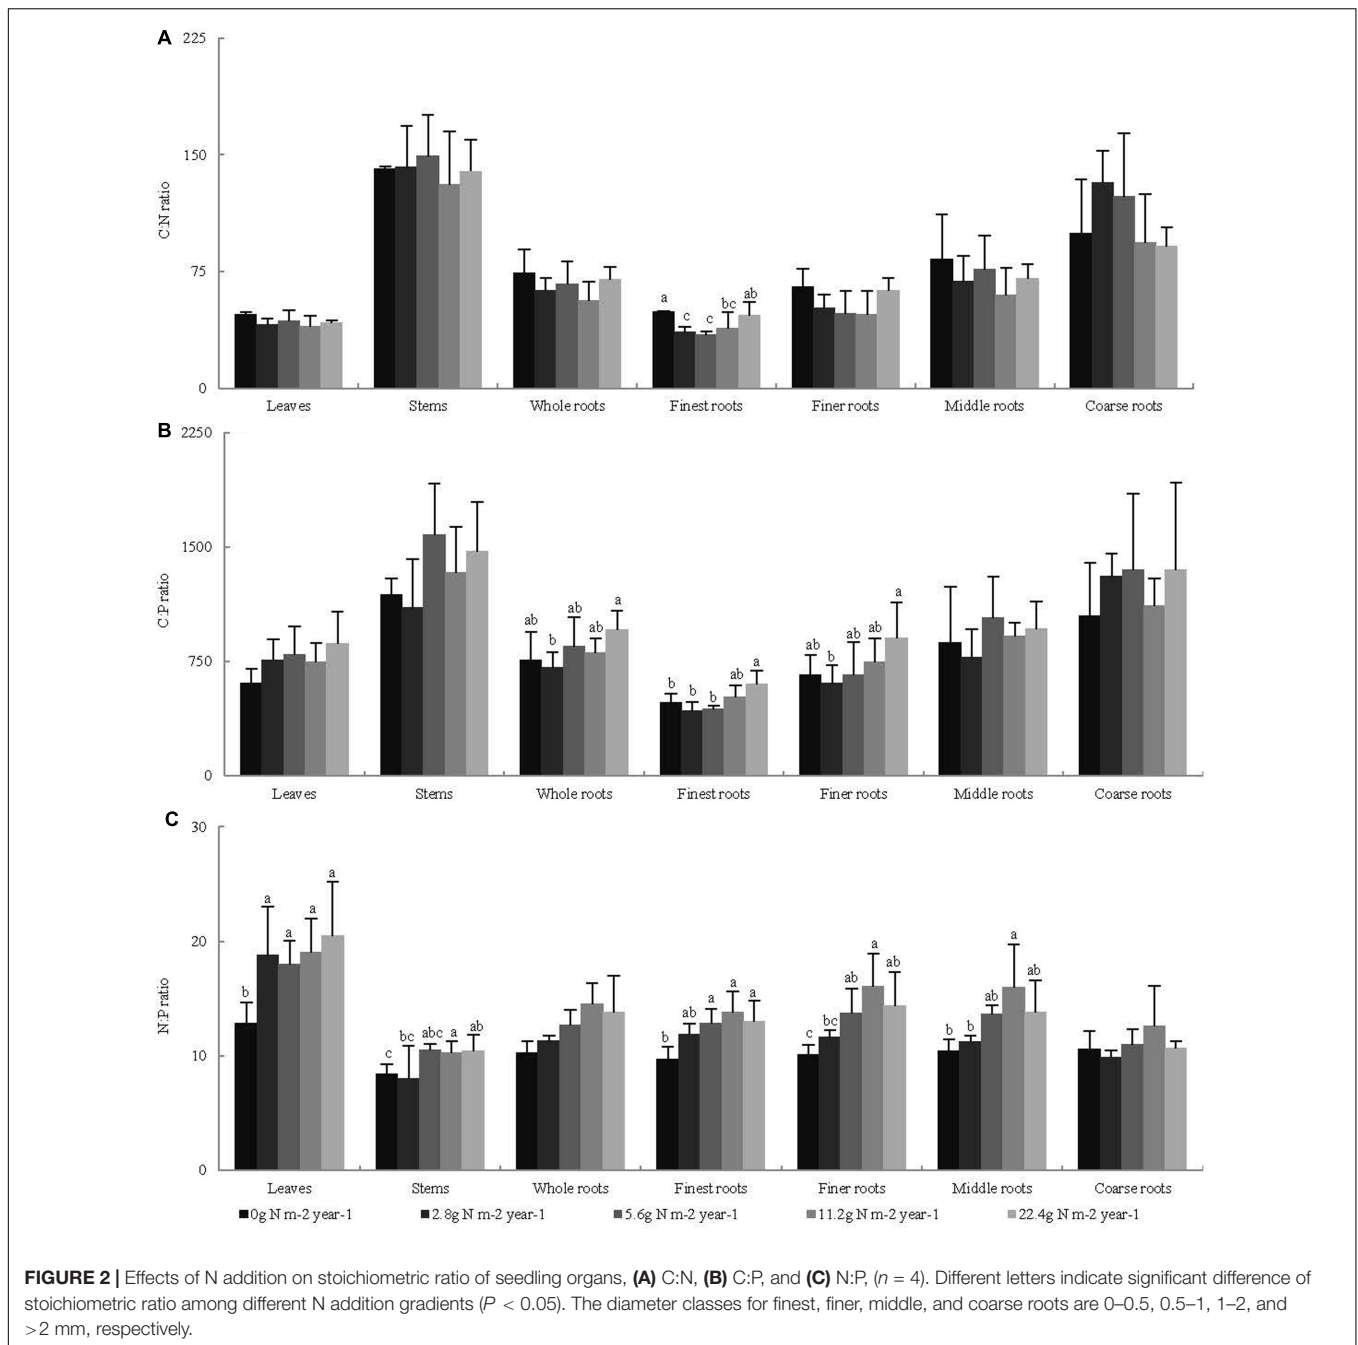 A
225
150
75
0
C:N ratio
a
c
c
bc
ab
Leaves Stems Whole roots Finest roots Finer roots Middle roots Coarse roots
B
2250
1500
750
0
C:P ratio
ab
b
ab
ab
a
b
b
b
ab
a
ab
b
ab
ab
a
Leaves Stems Whole roots Finest roots Finer roots Middle roots Coarse roots
C
30
20
10
0
N:P ratio
b
a
a
a
a
c
bc
abc
a
ab
b
ab
a
a
a
c
bc
ab
a
ab
b
b
ab
a
ab
Leaves Stems Whole roots Finest roots Finer roots Middle roots Coarse roots
0g N m-2 year-1 2.8g N m-2 year-1 5.6g N m-2 year-1 11.2g N m-2 year-1 22.4g N m-2 year-1
FIGURE 2 | Effects of N addition on stoichiometric ratio of seedling organs, (A) C:N, (B) C:P, and (C) N:P, (n = 4). Different letters indicate significant difference of
stoichiometric ratio among different N addition gradients (P < 0.05). The diameter classes for finest, finer, middle, and coarse roots are 0–0.5, 0.5–1, 1–2, and
>2 mm, respectively.